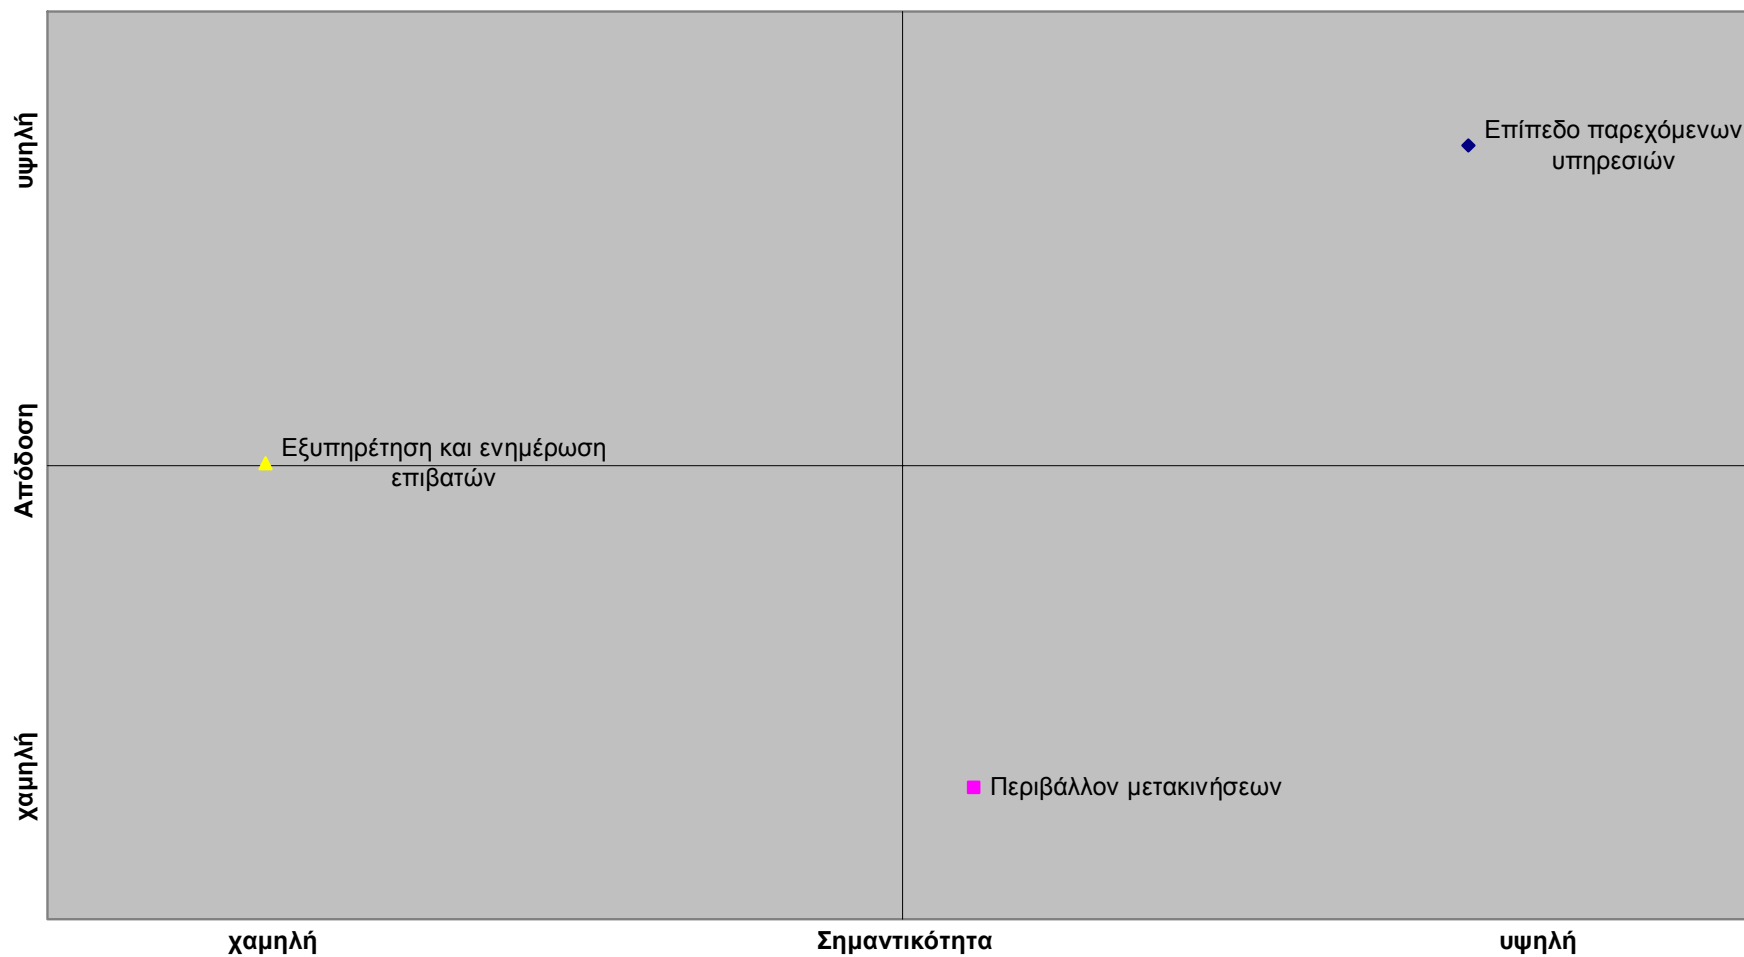 υψηλή
Επίπεδο παρεχόμενων
υπηρεσιών
Απόδοση
Εξυπηρέτηση και ενημέρωση
επιβατών
χαμηλή
Περιβάλλον μετακινήσεων
χαμηλή
Σημαντικότητα
υψηλή